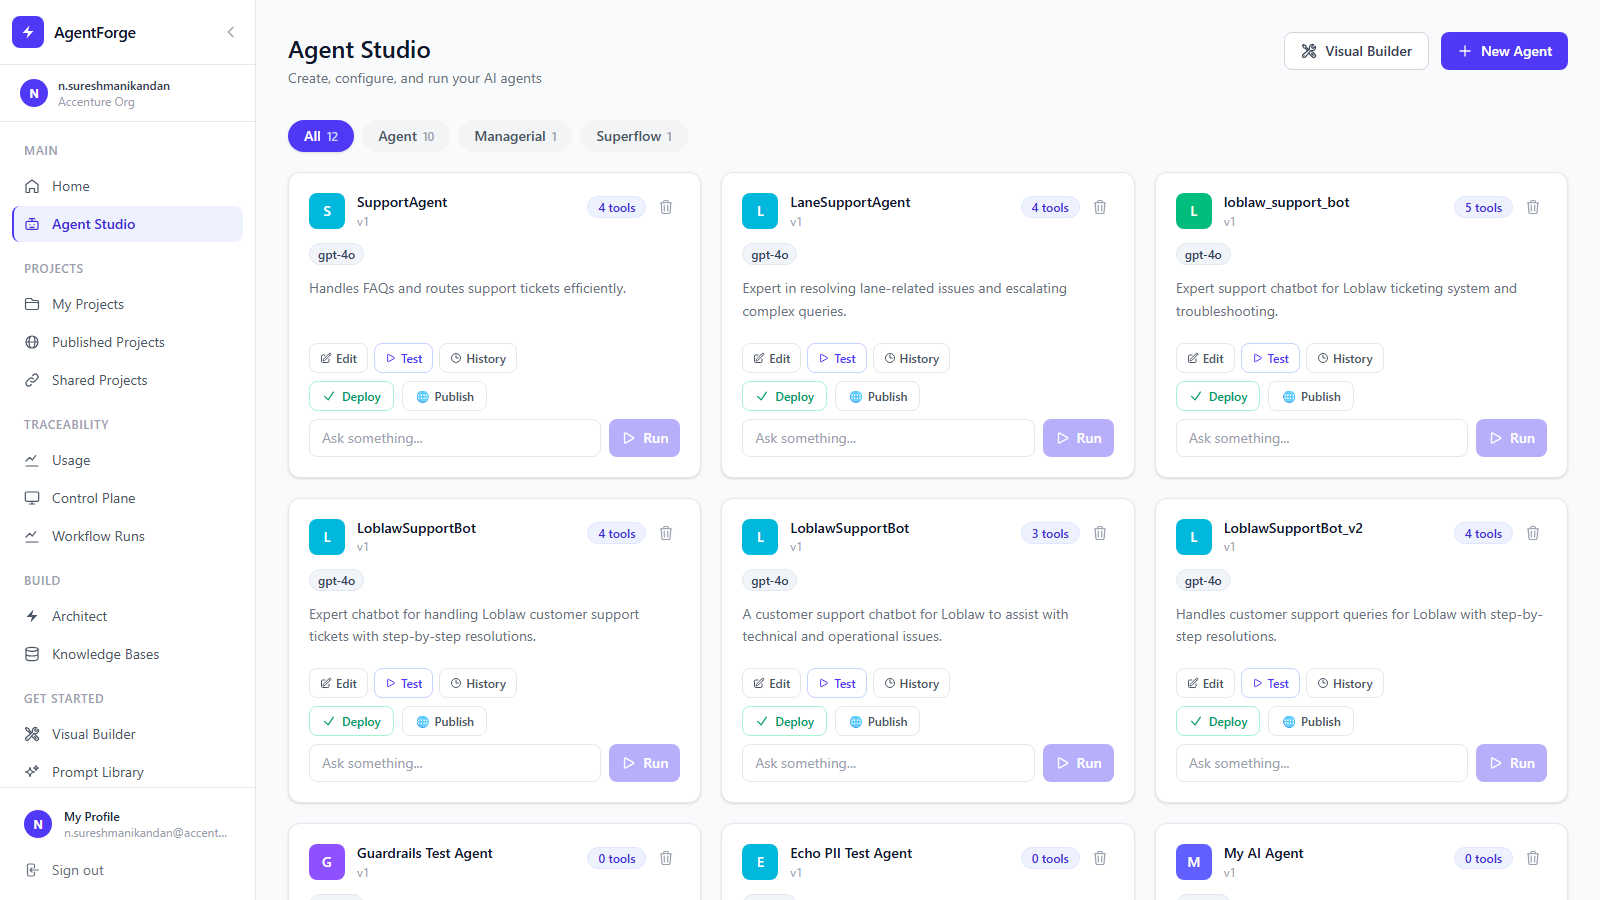 AgentForge
N
n.sureshmanikandan
Accenture Org
MAIN
Home
Agent Studio
PROJECTS
My Projects
Published Projects
Shared Projects
TRACEABILITY
Usage
Control Plane
Workflow Runs
BUILD
Architect
Knowledge Bases
GET STARTED
Visual Builder
Prompt Library
N
My Profile
n.sureshmanikandan@accent...
Sign out
Agent Studio
Create, configure, and run your AI agents
Visual Builder
New Agent
All 12
Agent 10
Managerial 1
Superflow 1
S
SupportAgent
v1
4 tools
gpt-4o
Handles FAQs and routes support tickets efficiently.
Edit
Test
History
Deploy
Publish
Ask something...
Run
L
LaneSupportAgent
v1
4 tools
gpt-4o
Expert in resolving lane-related issues and escalating
complex queries.
Edit
Test
History
Deploy
Publish
Ask something...
Run
L
loblaw_support_bot
v1
5 tools
gpt-4o
Expert support chatbot for Loblaw ticketing system and
troubleshooting.
Edit
Test
History
Deploy
Publish
Ask something...
Run
L
LoblawSupportBot
v1
4 tools
gpt-4o
Expert chatbot for handling Loblaw customer support
tickets with step-by-step resolutions.
Edit
Test
History
Deploy
Publish
Ask something...
Run
L
LoblawSupportBot
v1
3 tools
gpt-4o
A customer support chatbot for Loblaw to assist with
technical and operational issues.
Edit
Test
History
Deploy
Publish
Ask something...
Run
L
LoblawSupportBot_v2
v1
4 tools
gpt-4o
Handles customer support queries for Loblaw with step-by-
step resolutions.
Edit
Test
History
Deploy
Publish
Ask something...
Run
G
Guardrails Test Agent
v1
0 tools
E
Echo PII Test Agent
v1
0 tools
M
My AI Agent
v1
0 tools